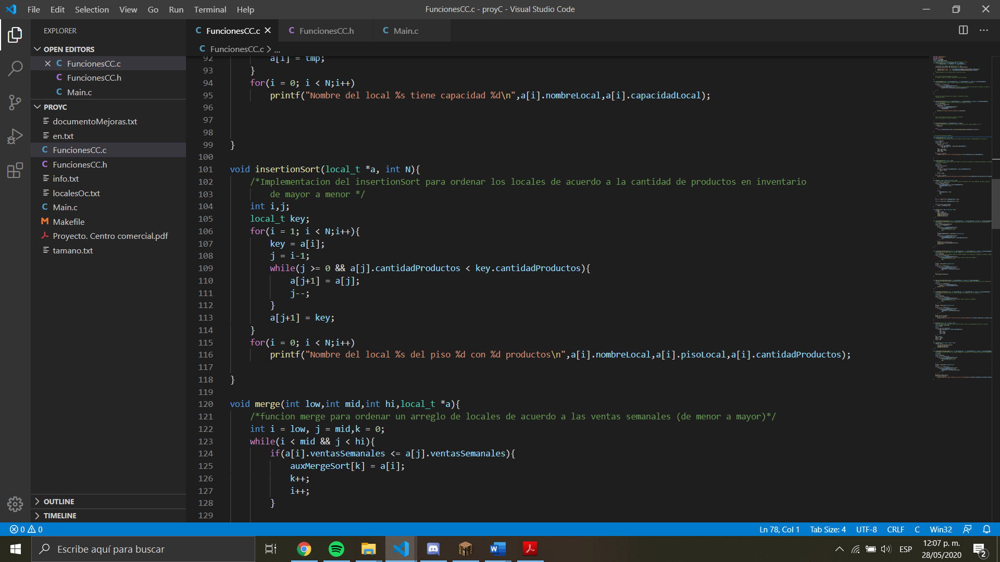 File Edit Selection View Go Run Terminal Help
FuncionesCC.c - proyC - Visual Studio Code
EXPLORER
OPEN EDITORS
FuncionesCC.c
FuncionesCC.h
Main.c
PROYC
documentoMejoras.txt
en.txt
FuncionesCC.c
FuncionesCC.h
info.txt
localesOc.txt
Main.c
Makefile
Proyecto. Centro comercial.pdf
tamano.txt
OUTLINE
TIMELINE
FuncionesCC.c FuncionesCC.h Main.c
FuncionesCC.c > ...
92 a[i] = tmp;
93 }
94 for(i = 0; i < N;i++)
95 printf("Nombre del local %s tiene capacidad %d\n",a[i].nombreLocal,a[i].capacidadLocal);
96
97
98
99 }
100
101 void insertionSort(local_t *a, int N){
102 /*Implementacion del insertionSort para ordenar los locales de acuerdo a la cantidad de productos en inventario
103 de mayor a menor */
104 int i,j;
105 local_t key;
106 for(i = 1; i < N;i++){
107 key = a[i];
108 j = i-1;
109 while(j >= 0 && a[j].cantidadProductos < key.cantidadProductos){
110 a[j+1] = a[j];
111 j--;
112 }
113 a[j+1] = key;
114 }
115 for(i = 0; i < N;i++)
116 printf("Nombre del local %s del piso %d con %d productos\n",a[i].nombreLocal,a[i].pisoLocal,a[i].cantidadProductos);
117
118 }
119
120 void merge(int low,int mid,int hi,local_t *a){
121 /*funcion merge para ordenar un arreglo de locales de acuerdo a las ventas semanales (de menor a mayor)*/
122 int i = low, j = mid,k = 0;
123 while(i < mid && j < hi){
124 if(a[i].ventasSemanales <= a[j].ventasSemanales){
125 auxMergeSort[k] = a[i];
126 k++;
127 i++;
128 }
129
0 0
Ln 78, Col 1 Tab Size: 4 UTF-8 CRLF C Win32
Escribe aquí para buscar
ESP
12:07 p. m.
28/05/2020
2